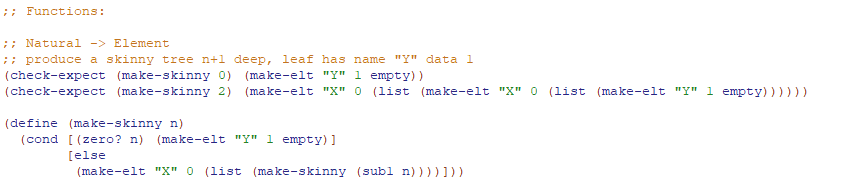 ;; Functions:
;; Natural -> Element
;; produce a skinny tree n+1 deep, leaf has name "Y" data 1
(check-expect (make-skinny 0) (make-elt "Y" 1 empty))
(check-expect (make-skinny 2) (make-elt "X" 0 (list (make-elt "X" 0 (list (make-elt "Y" 1 empty))))))
(define (make-skinny n)
  (cond [(zero? n) (make-elt "Y" 1 empty)]
        [else
         (make-elt "X" 0 (list (make-skinny (sub1 n))))]))